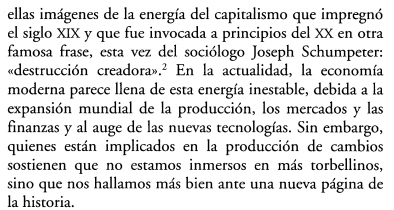 ellas imágenes de la energía del capitalismo que impregnó
el siglo XIX y que fue invocada a principios del XX en otra
famosa frase, esta vez del sociólogo Joseph Schumpeter:
«destrucción creadora».² En la actualidad, la economía
moderna parece llena de esta energía inestable, debida a la
expansión mundial de la producción, los mercados y las
finanzas y al auge de las nuevas tecnologías. Sin embargo,
quienes están implicados en la producción de cambios
sostienen que no estamos inmersos en más torbellinos,
sino que nos hallamos más bien ante una nueva página de
la historia.